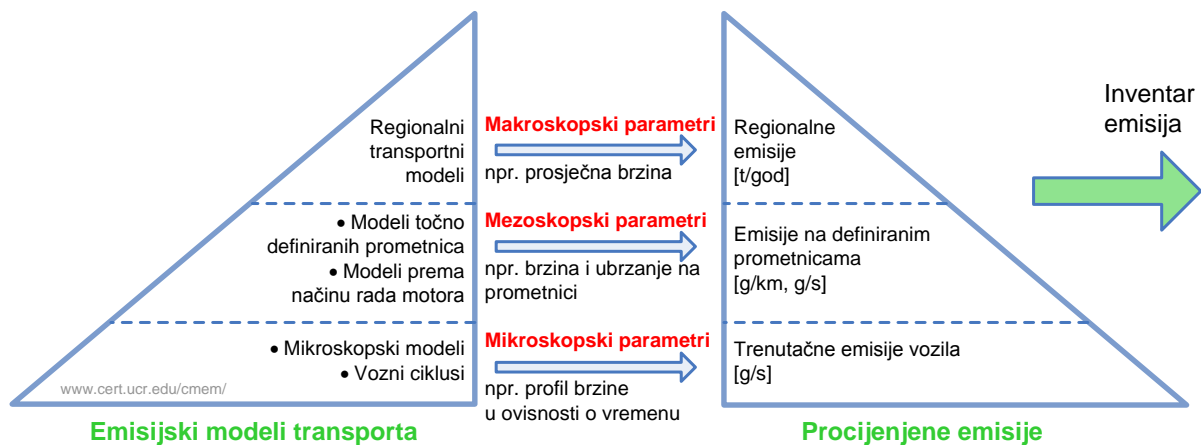 Regionalni
transportni
modeli
Makroskopski parametri
npr. prosječna brzina
Regionalne
emisije
[t/god]
Inventar
emisija
• Modeli točno
definiranih prometnica
• Modeli prema
načinu rada motora
Mezoskopski parametri
npr. brzina i ubrzanje na
prometnici
Emisije na definiranim
prometnicama
[g/km, g/s]
• Mikroskopski modeli
• Vozni ciklusi
www.cert.ucr.edu/cmem/
Mikroskopski parametri
npr. profil brzine
u ovisnosti o vremenu
Trenutačne emisije vozila
[g/s]
Emisijski modeli transporta
Procijenjene emisije